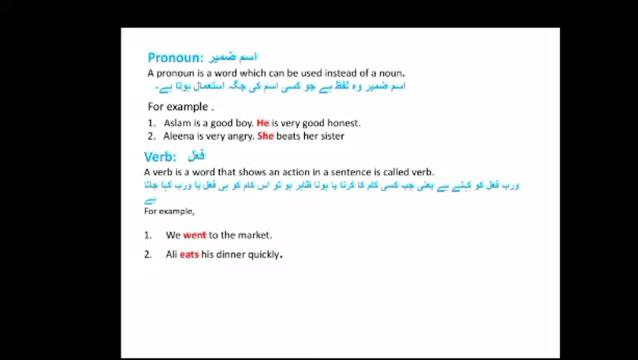 Pronoun: اسم ضمیر
A pronoun is a word which can be used instead of a noun.
اسم ضمیر وہ لفظ ہے جو کسی اسم کی جگہ استعمال ہوتا ہے۔
For example .
1. Aslam is a good boy. He is very good honest.
2. Aleena is very angry. She beats her sister
Verb: فعل
A verb is a word that shows an action in a sentence is called verb.
ورب فعل کو کہتے ہے یعنی جب کسی کام کا کرنا یا ہونا ظاہر ہو تو اس کام کو ہی فعل یا ورب کہا جاتا
ہے
For example,
1. We went to the market.
2. Ali eats his dinner quickly.